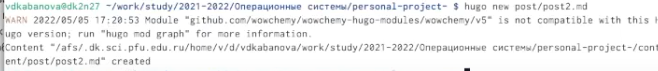 vdkabanova@dk2n27 ~/work/study/2021-2022/Операционные системы/personal-project- $ hugo new post/post2.md
WARN 2022/05/05 17:20:53 Module "github.com/wowchemy/wowchemy-hugo-modules/wowchemy/v5" is not compatible with this H
ugo version; run "hugo mod graph" for more information.
Content "/afs/.dk.sci.pfu.edu.ru/home/v/d/vdkabanova/work/study/2021-2022/Операционные системы/personal-project-/cont
ent/post/post2.md" created